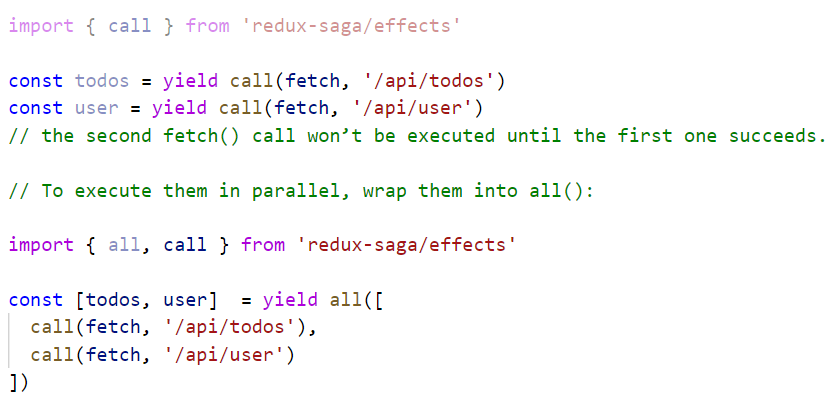 import { call } from 'redux-saga/effects'
const todos = yield call(fetch, '/api/todos')
const user = yield call(fetch, '/api/user')
// the second fetch() call won’t be executed until the first one succeeds.
// To execute them in parallel, wrap them into all():
import { all, call } from 'redux-saga/effects'
const [todos, user]  = yield all([
  call(fetch, '/api/todos'),
  call(fetch, '/api/user')
])